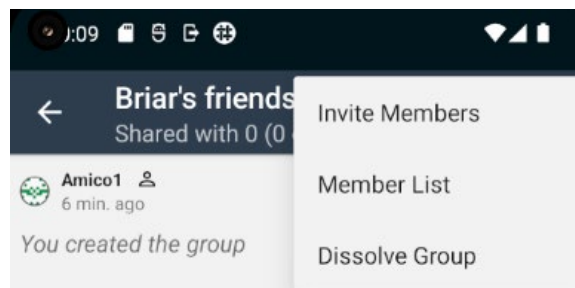 :09
Briar's friends
Shared with 0 (0
Invite Members
Member List
Dissolve Group
Amico1
6 min. ago
You created the group